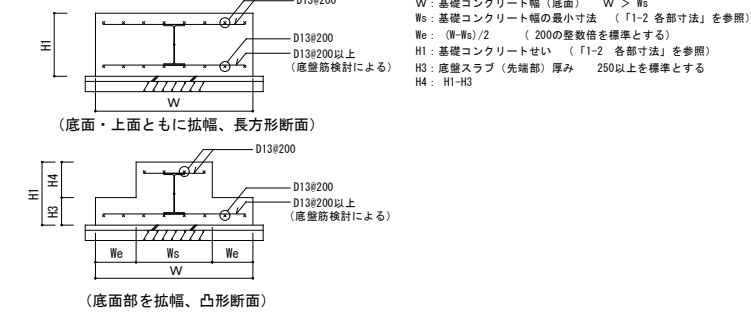 D13@200
D13@200
D13@200以上
(底盤筋検討による)
H1
W
(底面・上面ともに拡幅、長方形断面)
W:基礎コンクリート幅(底面) W > Ws
Ws:基礎コンクリート幅の最小寸法 (「1-2 各部寸法」を参照)
We: (W-Ws)/2 ( 200の整数倍を標準とする)
H1:基礎コンクリートせい (「1-2 各部寸法」を参照)
H3:底盤スラブ(先端部)厚み 250以上を標準とする
H4: H1-H3
D13@200
D13@200
D13@200以上
(底盤筋検討による)
H1
H4
H3
We
Ws
We
W
(底面部を拡幅、凸形断面)